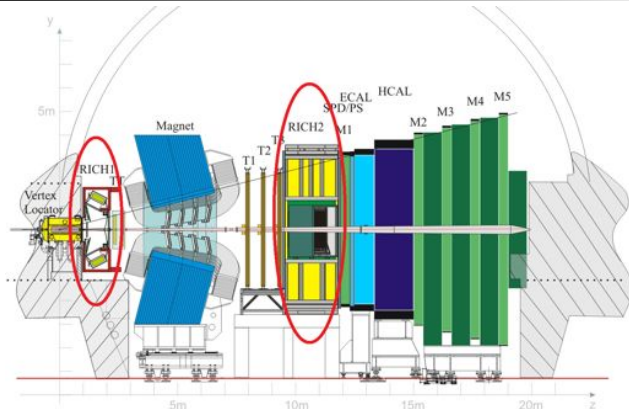 y
5m
Magnet
RICH1
TT
Vertex
Locator
T1
T2
T3
RICH2
SPD/PS
ECAL
HCAL
M1
M2
M3
M4
M5
5m
10m
15m
20m
z